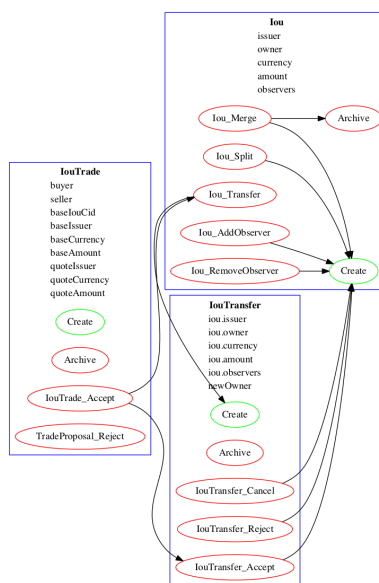 Iou
issuer
owner
currency
amount
observers
Iou_Merge
Archive
Iou_Split
Iou_Transfer
Iou_AddObserver
Iou_RemoveObserver
Create
IouTrade
buyer
seller
baseIouCid
baseIssuer
baseCurrency
baseAmount
quoteIssuer
quoteCurrency
quoteAmount
Create
Archive
IouTrade_Accept
TradeProposal_Reject
IouTransfer
iou.issuer
iou.owner
iou.currency
iou.amount
iou.observers
newOwner
Create
Archive
IouTransfer_Cancel
IouTransfer_Reject
IouTransfer_Accept